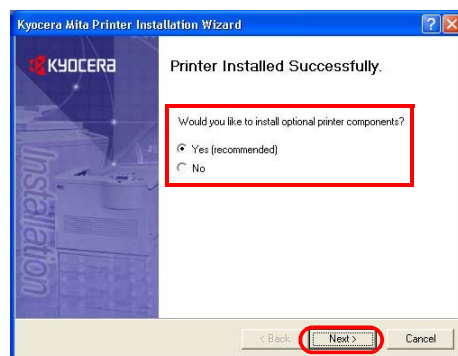 Kyocera Mita Printer Installation Wizard
KYOCERA
Printer Installed Successfully.
Would you like to install optional printer components?
Yes (recommended)
No
Installation
< Back
Next >
Cancel